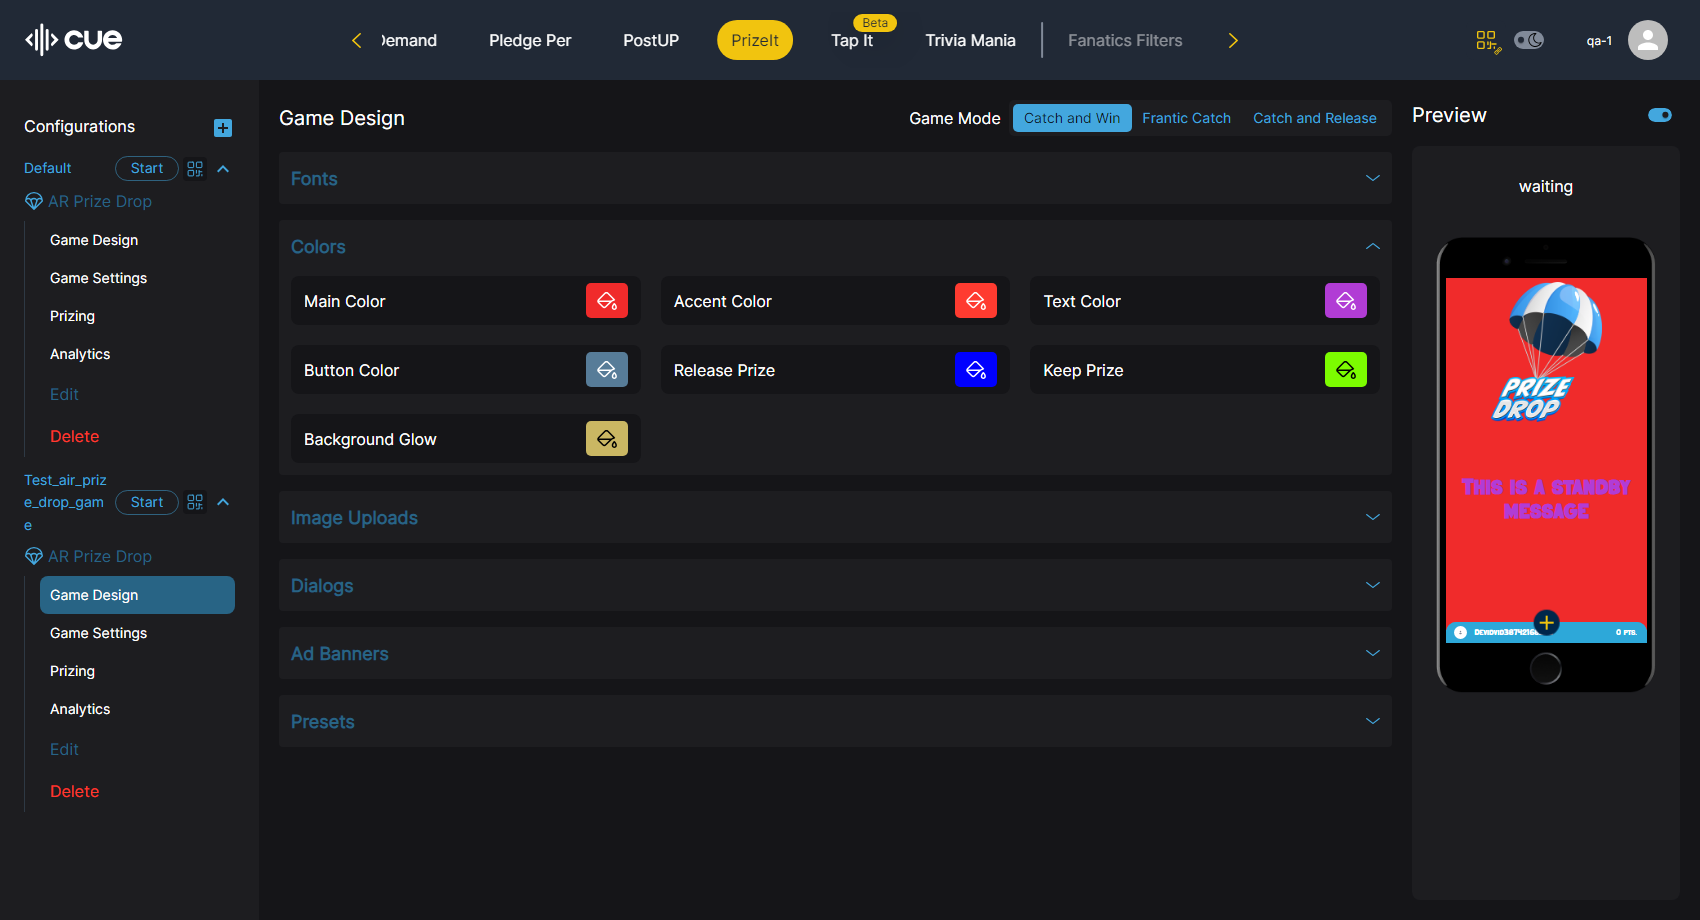 cue
Pledge Per
PostUP
PrizeIt
Beta
Tap It
Trivia Mania
Fanatics Filters
qa-1
Configurations
Default
Start
AR Prize Drop
Game Design
Game Settings
Prizing
Analytics
Edit
Delete
Test_air_priz
e_drop_gam
e
Start
AR Prize Drop
Game Design
Game Settings
Prizing
Analytics
Edit
Delete
Game Design
Game Mode
Catch and Win
Frantic Catch
Catch and Release
Fonts
Colors
Main Color
Accent Color
Text Color
Button Color
Release Prize
Keep Prize
Background Glow
Image Uploads
Dialogs
Ad Banners
Presets
Preview
waiting
PRIZE
DROP
THIS IS A STANDBY
MESSAGE
0 PTS.